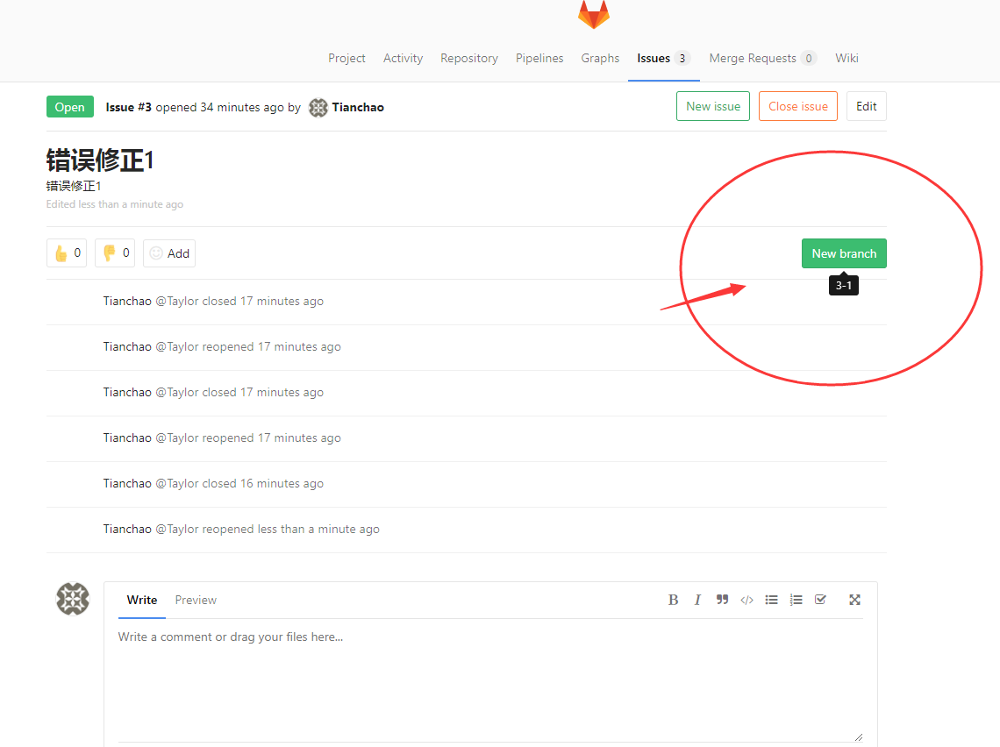 Project Activity Repository Pipelines Graphs Issues 3 Merge Requests 0 Wiki
Open Issue #3 opened 34 minutes ago by Tianchao New issue Close issue Edit
错误修正1
错误修正1
Edited less than a minute ago
0 0 Add New branch
3-1
Tianchao @Taylor closed 17 minutes ago
Tianchao @Taylor reopened 17 minutes ago
Tianchao @Taylor closed 17 minutes ago
Tianchao @Taylor reopened 17 minutes ago
Tianchao @Taylor closed 16 minutes ago
Tianchao @Taylor reopened less than a minute ago
Write Preview B I
Write a comment or drag your files here...